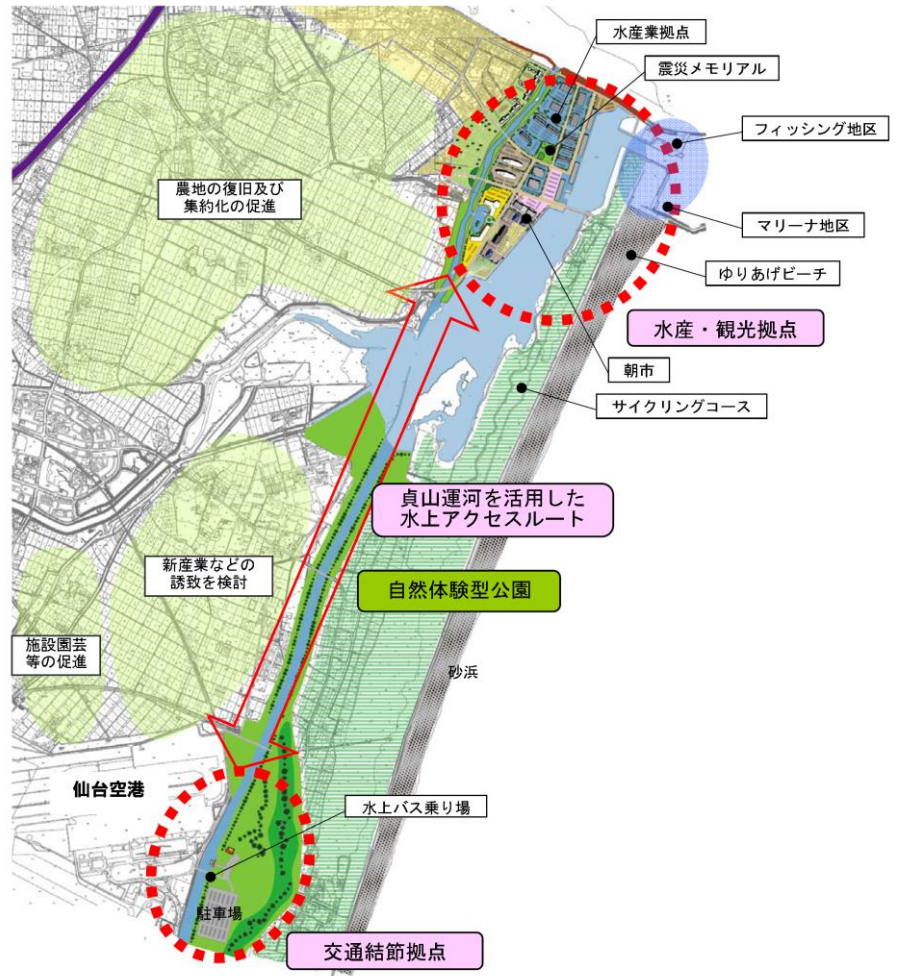 水産業拠点
震災メモリアル
フィッシング地区
農地の復旧及び
集約化の促進
マリーナ地区
ゆりあげビーチ
水産・観光拠点
朝市
サイクリングコース
貞山運河を活用した
水上アクセスルート
新産業などの
誘致を検討
自然体験型公園
施設園芸
等の促進
砂浜
仙台空港
水上バス乗り場
駐車場
交通結節拠点